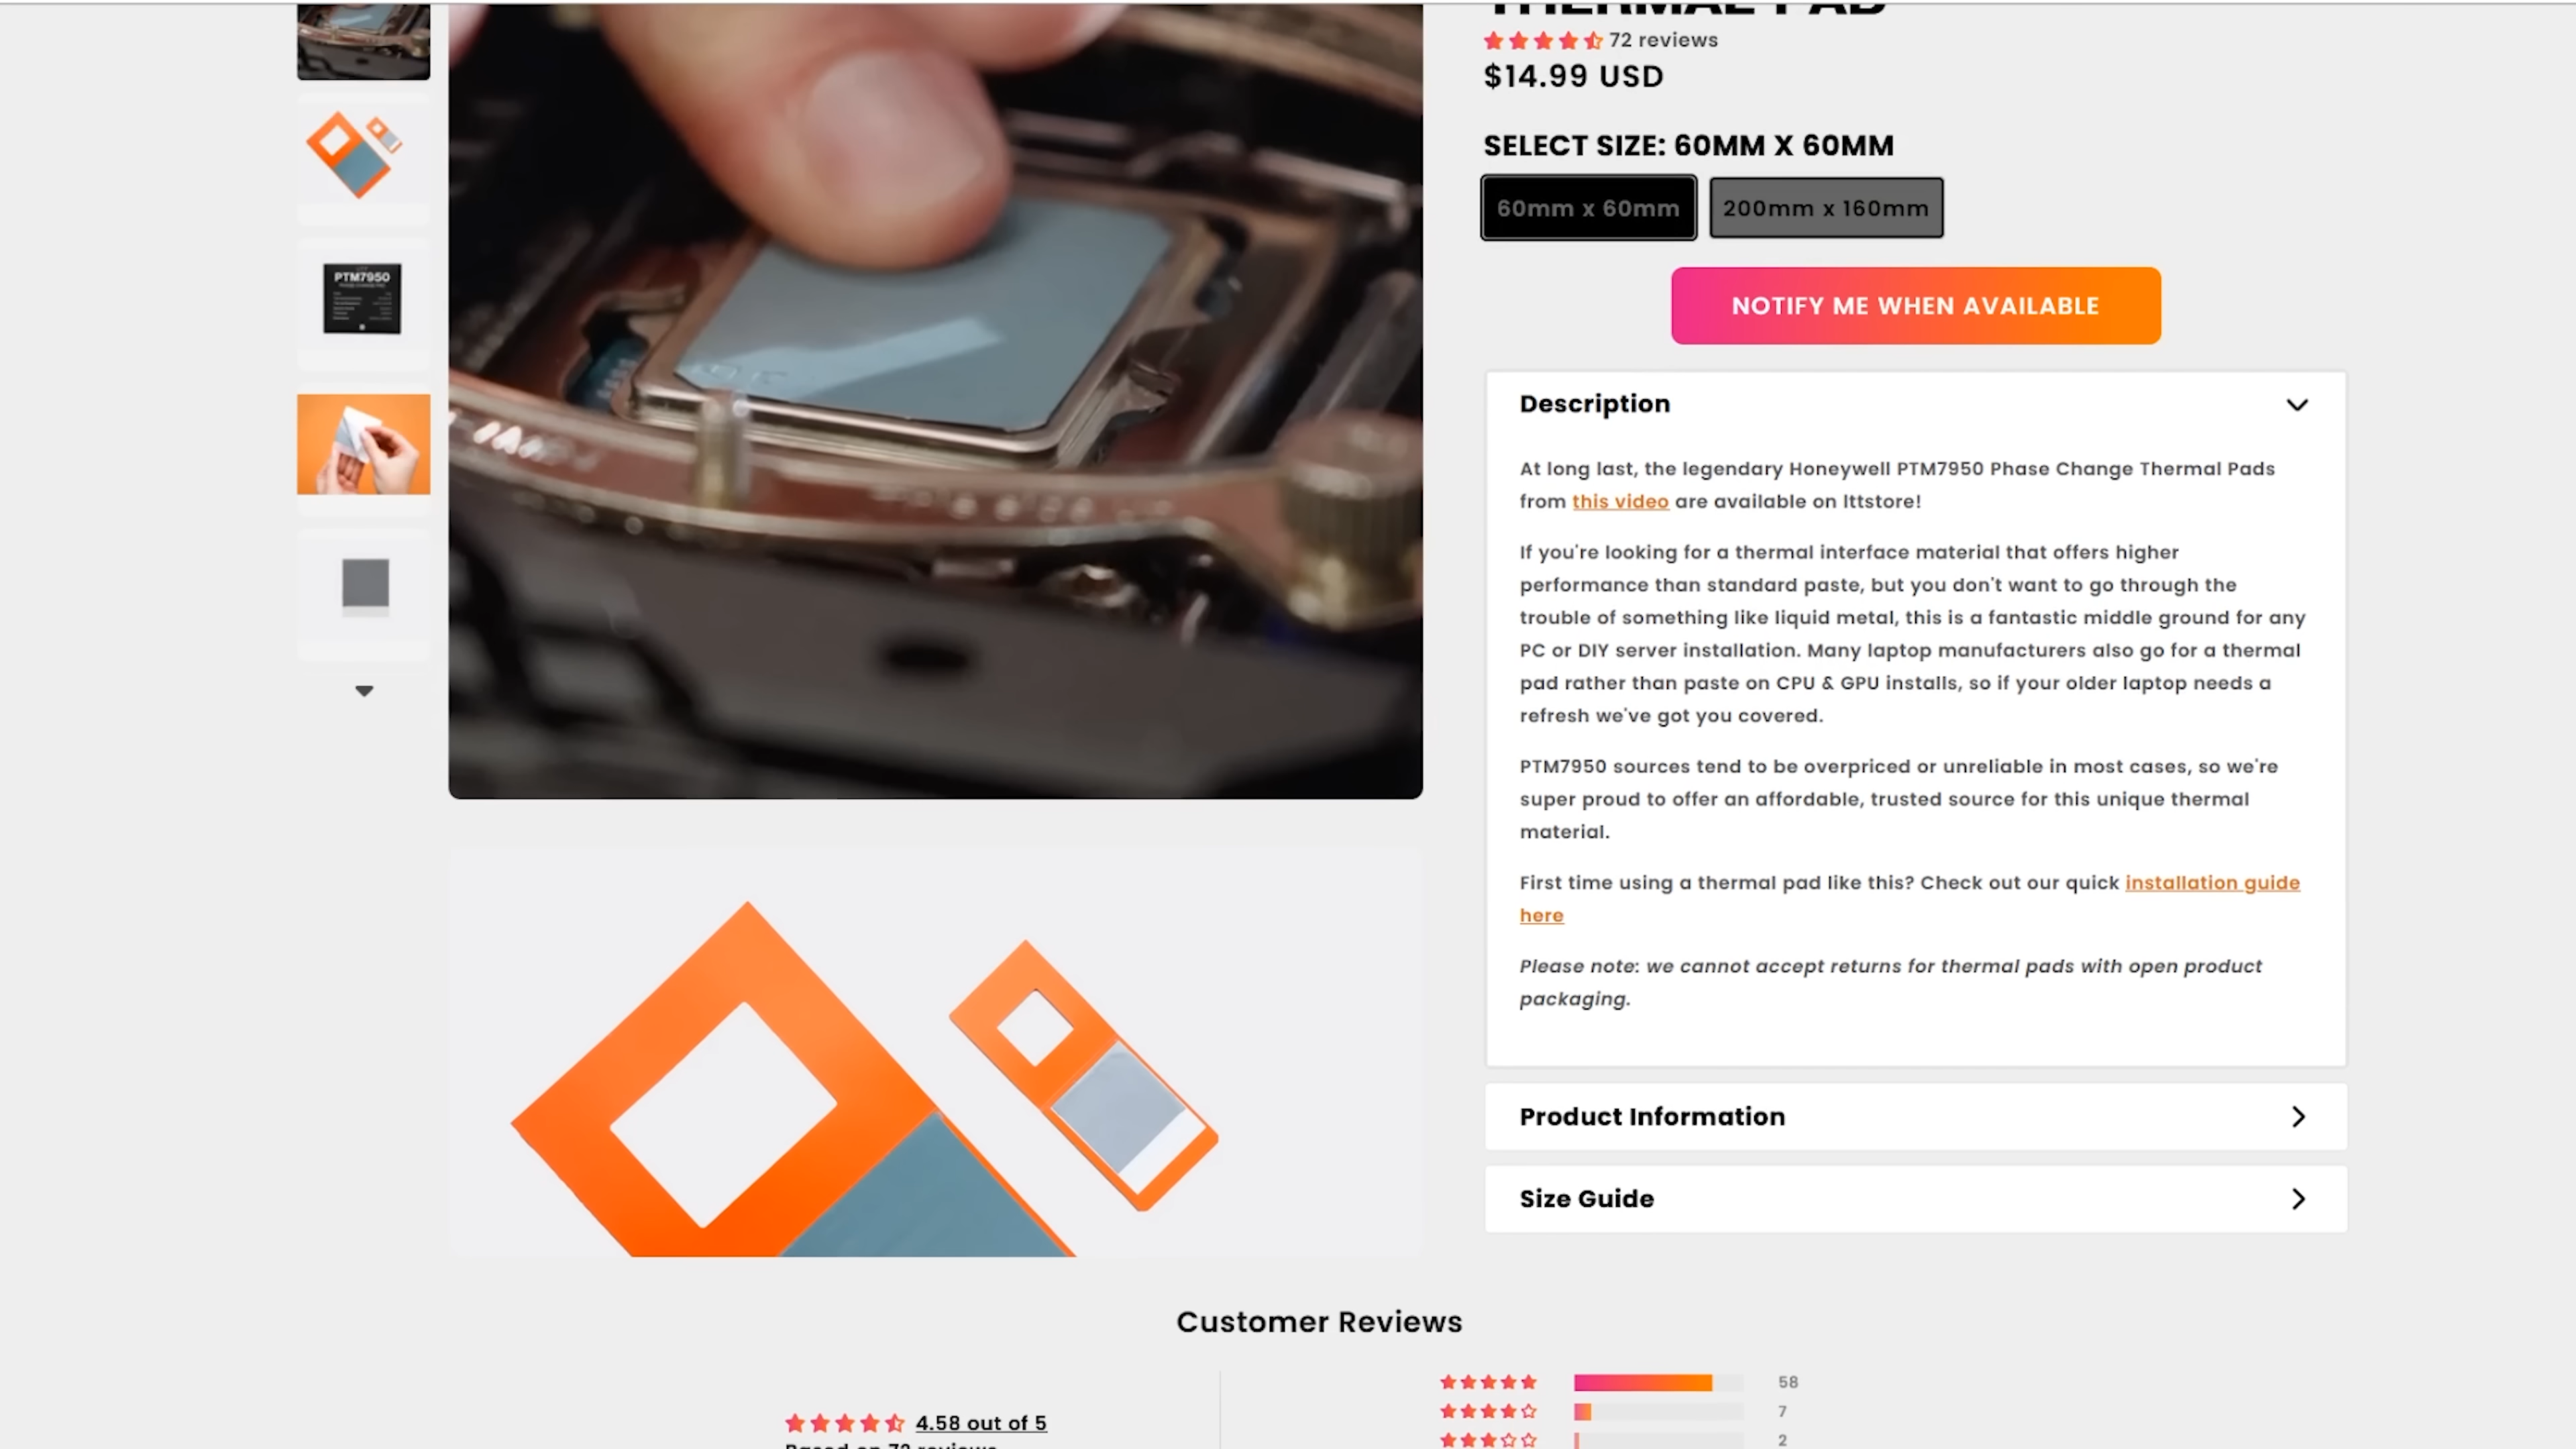 THERMAL PAD
72 reviews
$14.99 USD
SELECT SIZE: 60MM X 60MM
60mm x 60mm
200mm x 160mm
NOTIFY ME WHEN AVAILABLE
PTM7950
Description
At long last, the legendary Honeywell PTM7950 Phase Change Thermal Pads
from this video are available on lttstore!
If you're looking for a thermal interface material that offers higher
performance than standard paste, but you don't want to go through the
trouble of something like liquid metal, this is a fantastic middle ground for any
PC or DIY server installation. Many laptop manufacturers also go for a thermal
pad rather than paste on CPU & GPU installs, so if your older laptop needs a
refresh we've got you covered.
PTM7950 sources tend to be overpriced or unreliable in most cases, so we're
super proud to offer an affordable, trusted source for this unique thermal
material.
First time using a thermal pad like this? Check out our quick installation guide
here
Please note: we cannot accept returns for thermal pads with open product
packaging.
Product Information
Size Guide
Customer Reviews
4.58 out of 5
Based on 72 reviews
58
7
2